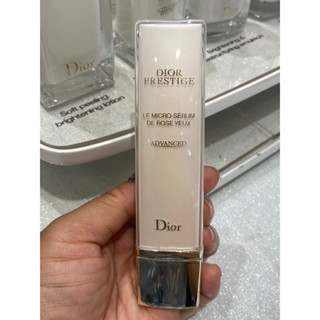 Dior
Soft peeling
brightening lotion
DIOR
PRESTIGE
LE MICRO-SÉRUM
DE ROSE YEUX
ADVANCED
Dior